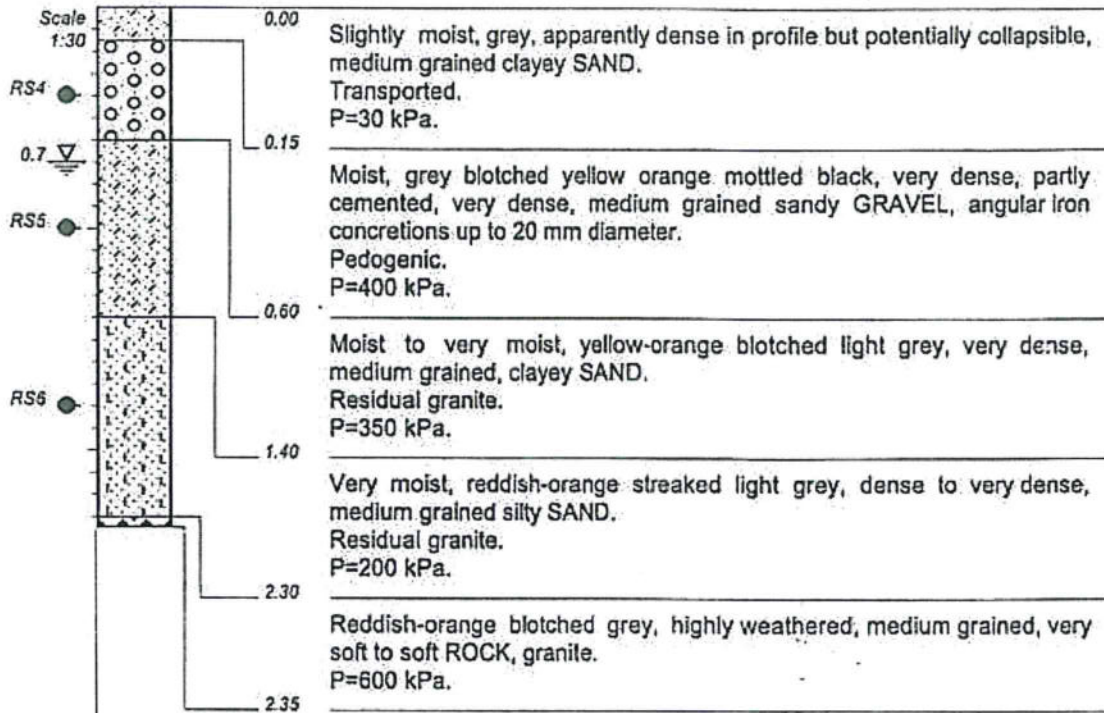 Scale
1:30
0.00
Slightly moist, grey, apparently dense in profile but potentially collapsible,
medium grained clayey SAND.
Transported.
P=30 kPa.
RS4
0.15
0.7
Moist, grey blotched yellow orange mottled black, very dense, partly
cemented, very dense, medium grained sandy GRAVEL, angular iron
concretions up to 20 mm diameter.
Pedogenic.
P=400 kPa.
RS5
0.60
Moist to very moist, yellow-orange blotched light grey, very dense,
medium grained, clayey SAND.
Residual granite.
P=350 kPa.
RS6
1.40
Very moist, reddish-orange streaked light grey, dense to very dense,
medium grained silty SAND.
Residual granite.
P=200 kPa.
2.30
Reddish-orange blotched grey, highly weathered, medium grained, very
soft to soft ROCK, granite.
P=600 kPa.
2.35